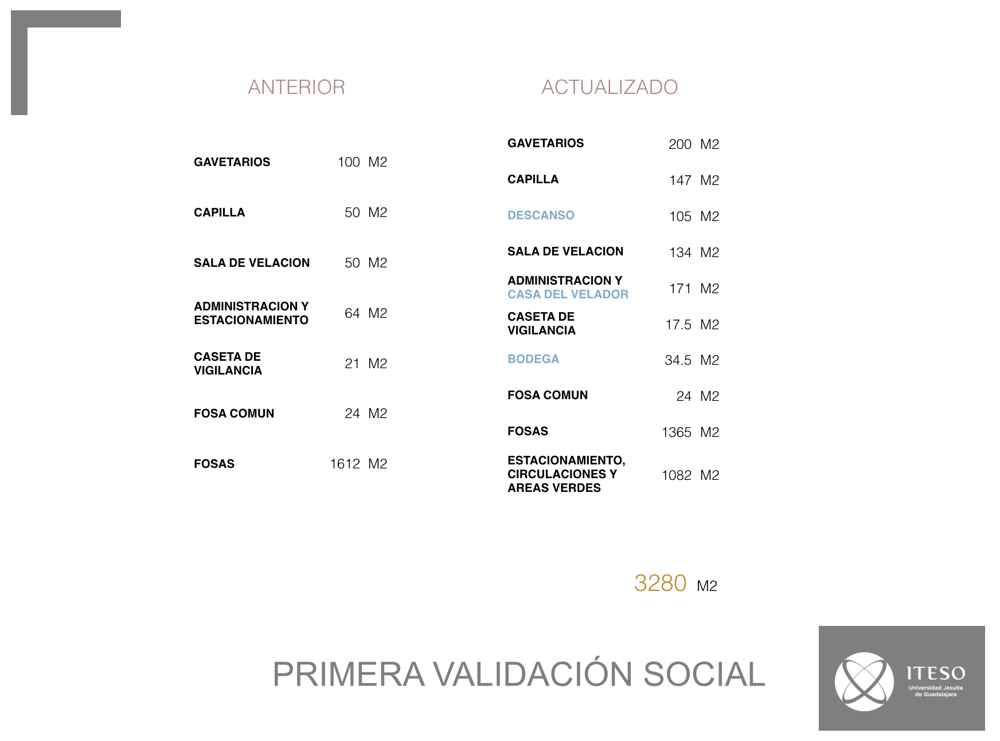 ANTERIOR
GAVETARIOS 100 M2
CAPILLA 50 M2
SALA DE VELACION 50 M2
ADMINISTRACION Y
ESTACIONAMIENTO 64 M2
CASETA DE
VIGILANCIA 21 M2
FOSA COMUN 24 M2
FOSAS 1612 M2
ACTUALIZADO
GAVETARIOS 200 M2
CAPILLA 147 M2
DESCANSO 105 M2
SALA DE VELACION 134 M2
ADMINISTRACION Y
CASA DEL VELADOR 171 M2
CASETA DE
VIGILANCIA 17.5 M2
BODEGA 34.5 M2
FOSA COMUN 24 M2
FOSAS 1365 M2
ESTACIONAMIENTO,
CIRCULACIONES Y 1082 M2
AREAS VERDES
3280 M2
PRIMERA VALIDACIÓN SOCIAL
ITESO
Universidad Jesuita
de Guadalajara